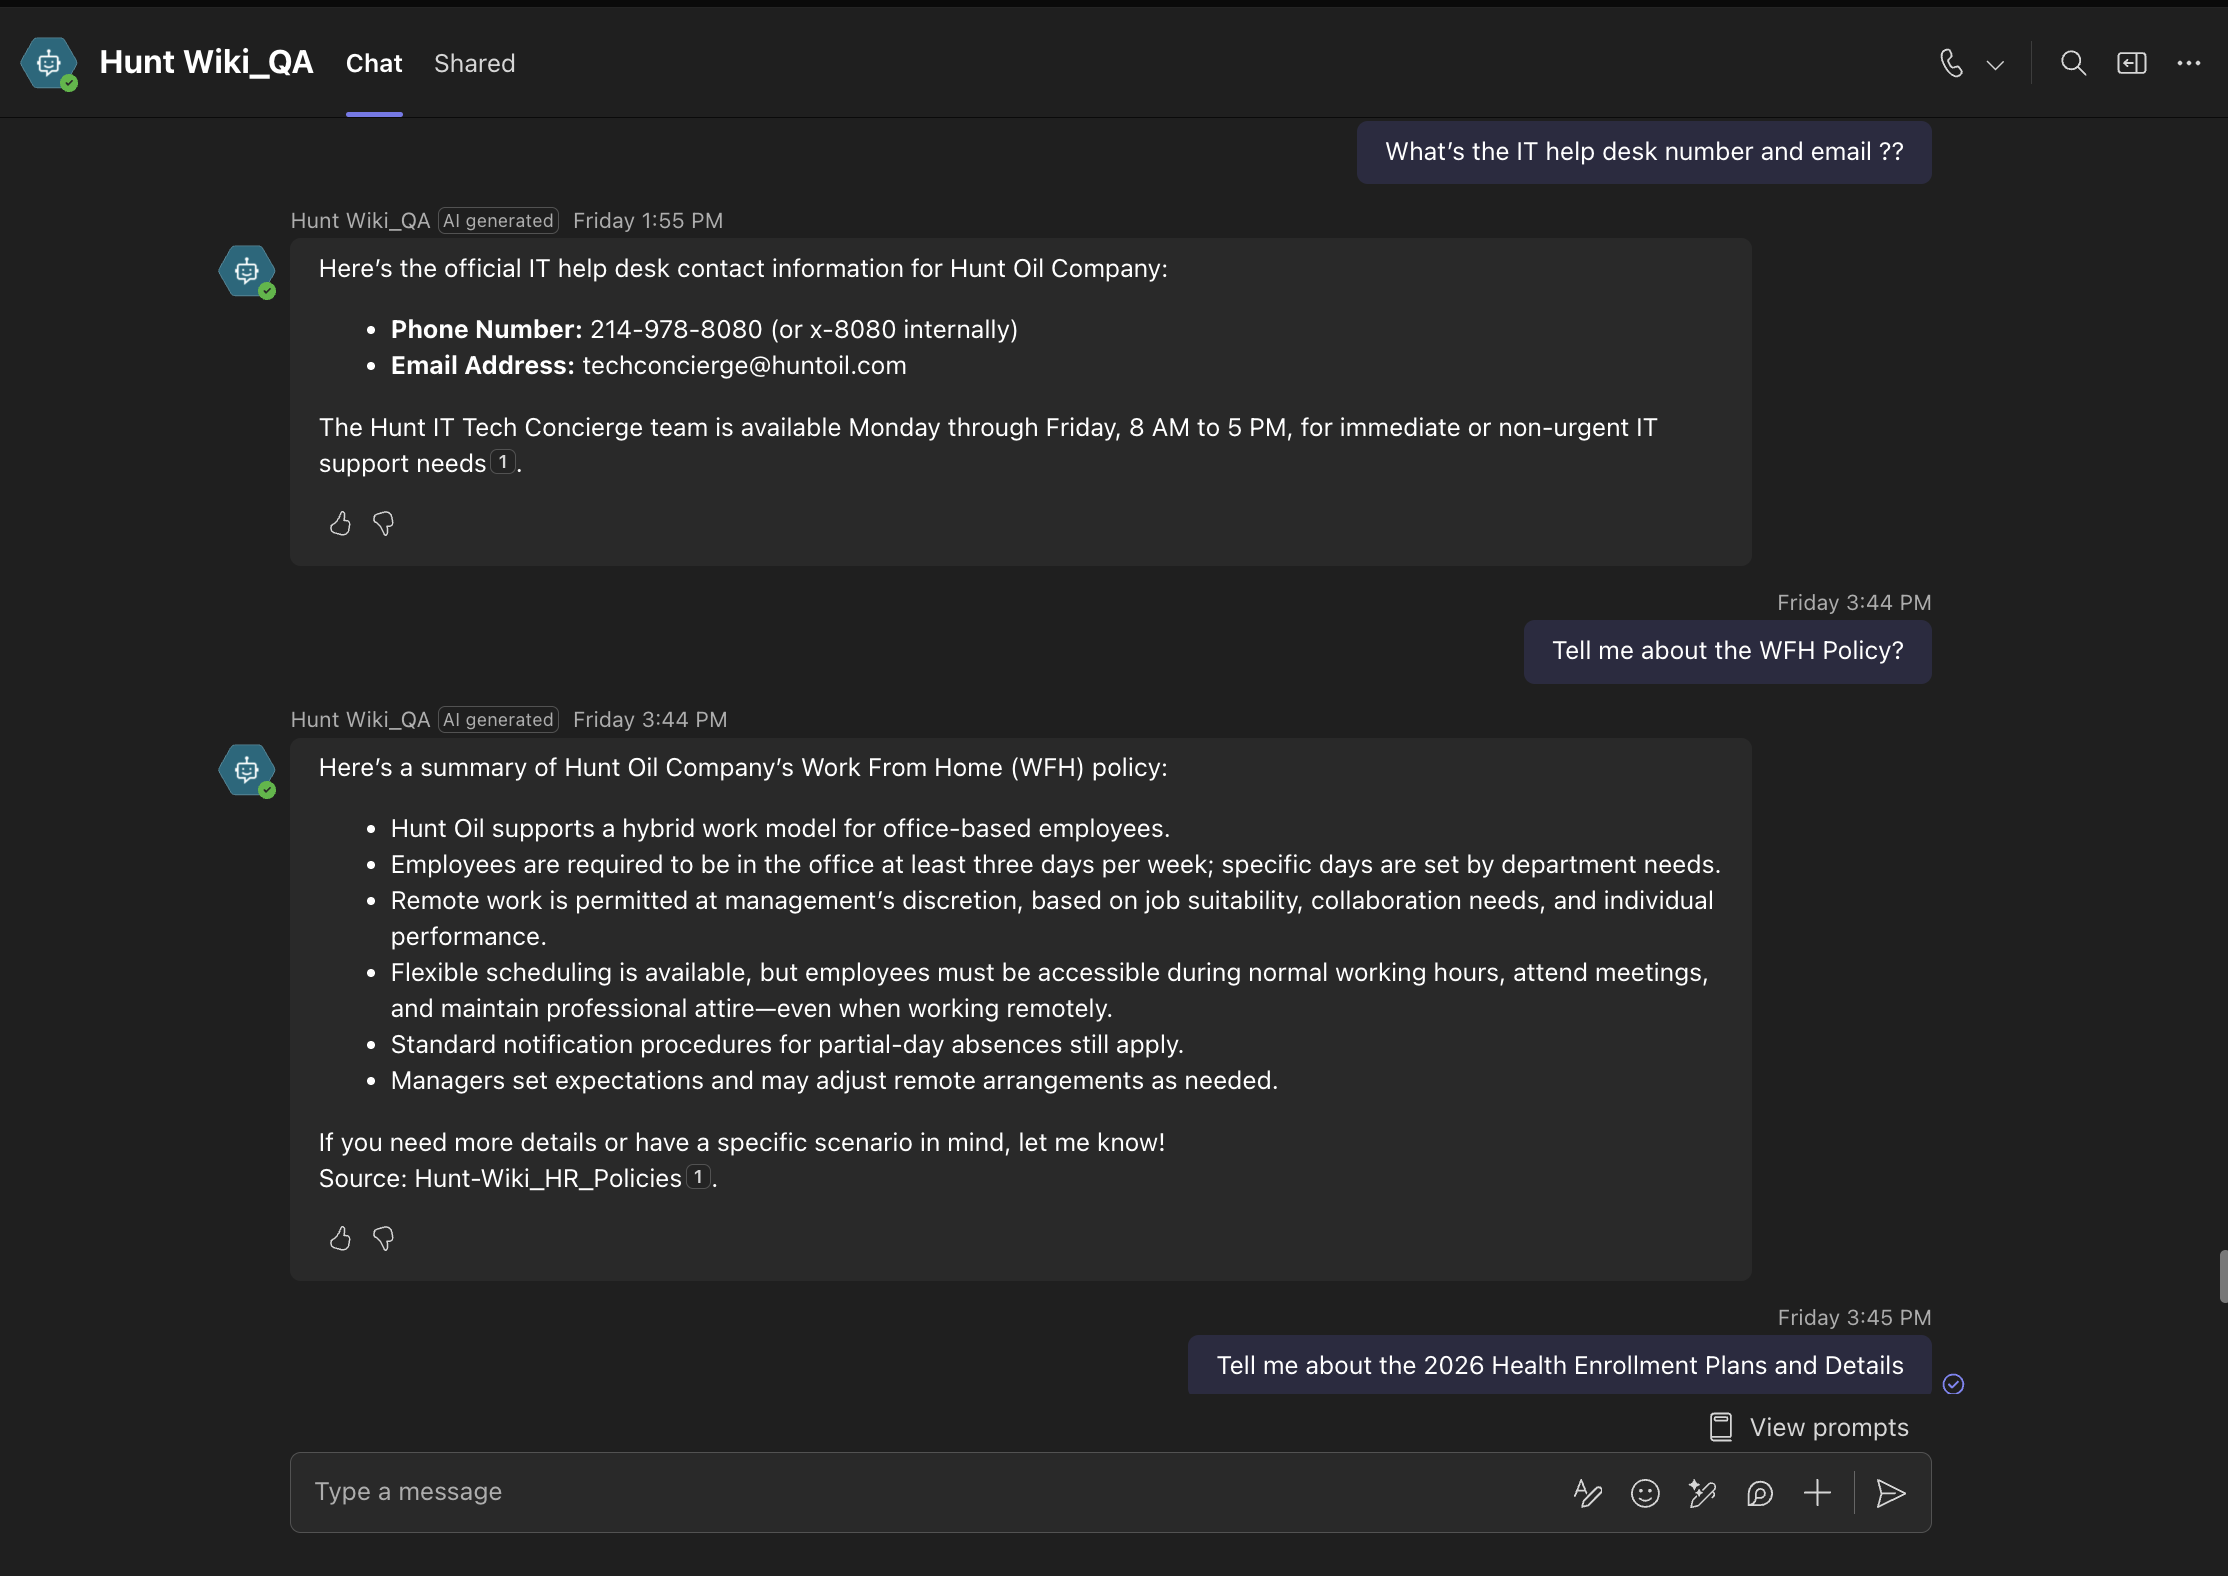 Hunt Wiki_QA Chat Shared
What’s the IT help desk number and email ??
Hunt Wiki_QA AI generated Friday 1:55 PM
Here’s the official IT help desk contact information for Hunt Oil Company:
• Phone Number: 214-978-8080 (or x-8080 internally)
• Email Address: techconcierge@huntoil.com
The Hunt IT Tech Concierge team is available Monday through Friday, 8 AM to 5 PM, for immediate or non-urgent IT
support needs 1.
Friday 3:44 PM
Tell me about the WFH Policy?
Hunt Wiki_QA AI generated Friday 3:44 PM
Here’s a summary of Hunt Oil Company’s Work From Home (WFH) policy:
• Hunt Oil supports a hybrid work model for office-based employees.
• Employees are required to be in the office at least three days per week; specific days are set by department needs.
• Remote work is permitted at management’s discretion, based on job suitability, collaboration needs, and individual
performance.
• Flexible scheduling is available, but employees must be accessible during normal working hours, attend meetings,
and maintain professional attire—even when working remotely.
• Standard notification procedures for partial-day absences still apply.
• Managers set expectations and may adjust remote arrangements as needed.
If you need more details or have a specific scenario in mind, let me know!
Source: Hunt-Wiki_HR_Policies 1.
Friday 3:45 PM
Tell me about the 2026 Health Enrollment Plans and Details
View prompts
Type a message